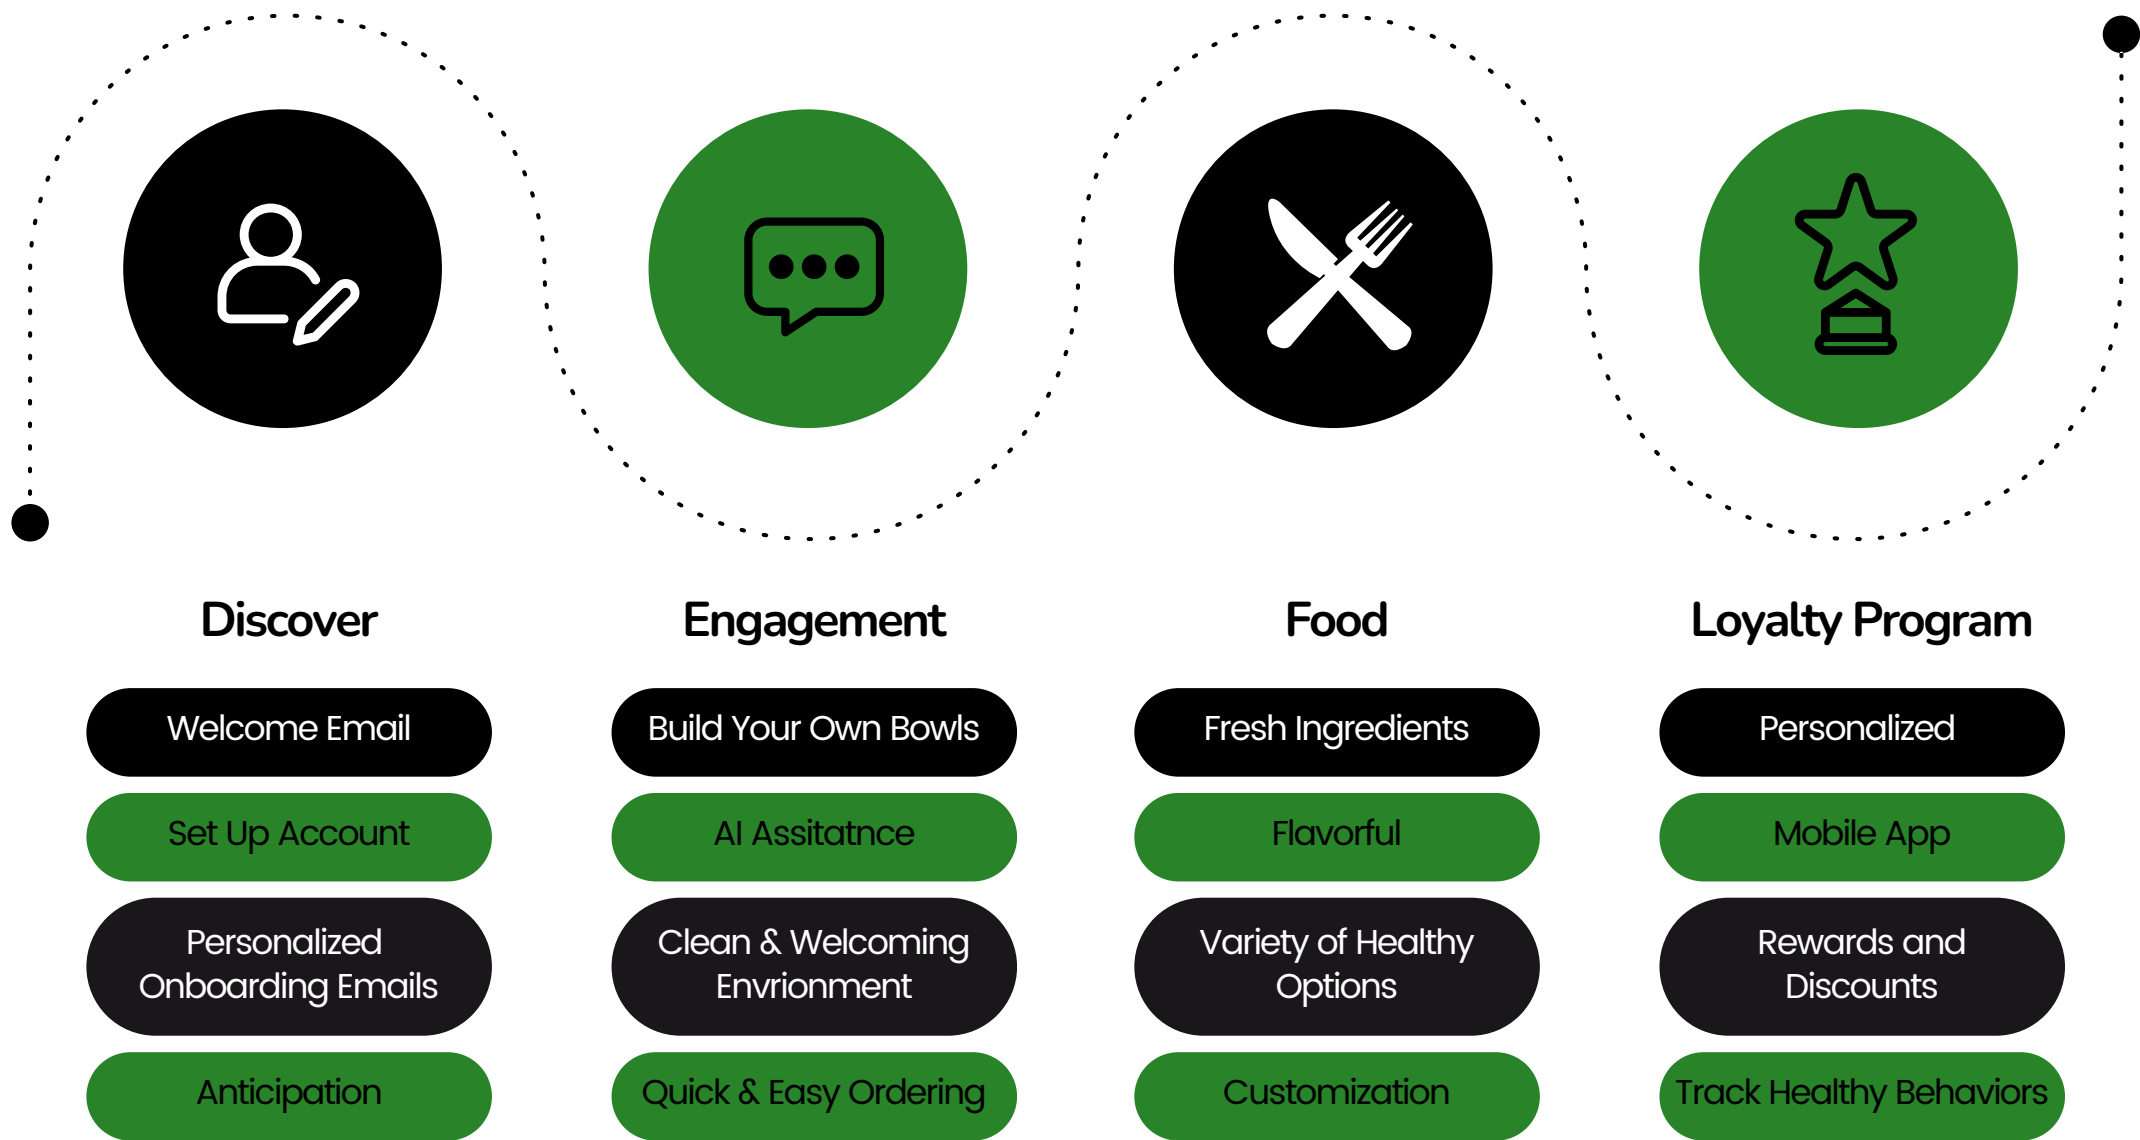 Discover
Welcome Email
Set Up Account
Personalized
Onboarding Emails
Anticipation
Engagement
Build Your Own Bowls
AI Assitatnce
Clean & Welcoming
Envrionment
Quick & Easy Ordering
Food
Fresh Ingredients
Flavorful
Variety of Healthy
Options
Customization
Loyalty Program
Personalized
Mobile App
Rewards and
Discounts
Track Healthy Behaviors